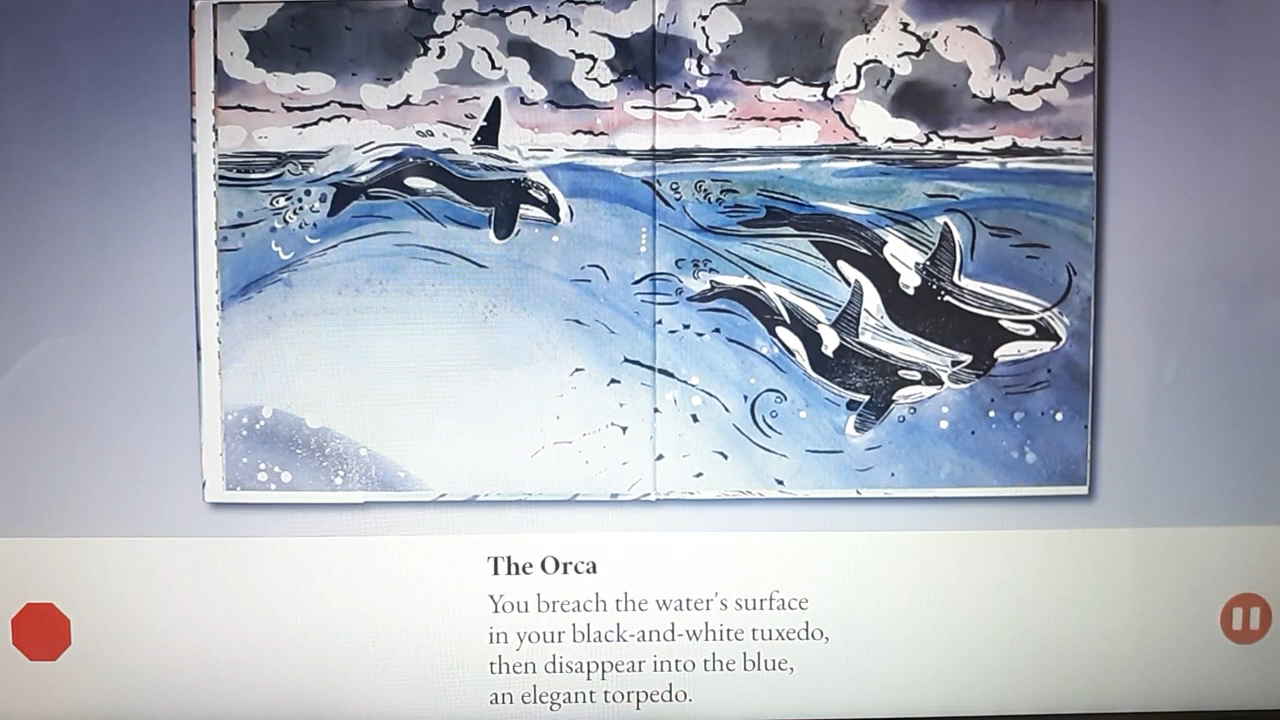 The Orca
You breach the water's surface
in your black-and-white tuxedo,
then disappear into the blue,
an elegant torpedo.